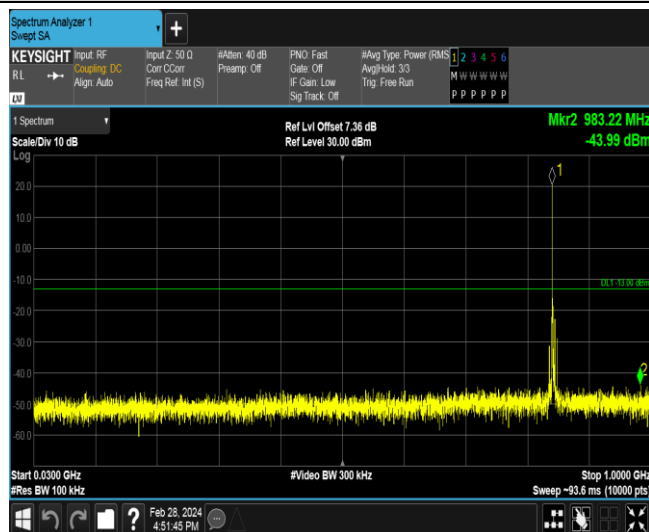 Spectrum Analyzer 1
Swept SA
+
KEYSIGHT Input: RF Input Z: 50 Ω #Atten: 40 dB PNO: Fast #Avg Type: Power (RMS 1 2 3 4 5 6
RL Coupling: DC Corr CCorr Preamp: Off Gate: Off Avg|Hold: 3/3 M W W W W W
Align: Auto Freq Ref: Int (S) IF Gain: Low Trig: Free Run
Sig Track: Off P P P P P P
LXI
1 Spectrum Ref Lvl Offset 7.36 dB Mkr2 983.22 MHz
Scale/Div 10 dB Ref Level 30.00 dBm -43.99 dBm
Log
1
20.0
10.0
0.00
-10.0
DL1 -13.00 dBm
-20.0
-30.0
-40.0
2
-50.0
-60.0
Start 0.0300 GHz #Video BW 300 kHz Stop 1.0000 GHz
#Res BW 100 kHz Sweep ~93.6 ms (10000 pts)
? Feb 28, 2024
4:51:45 PM